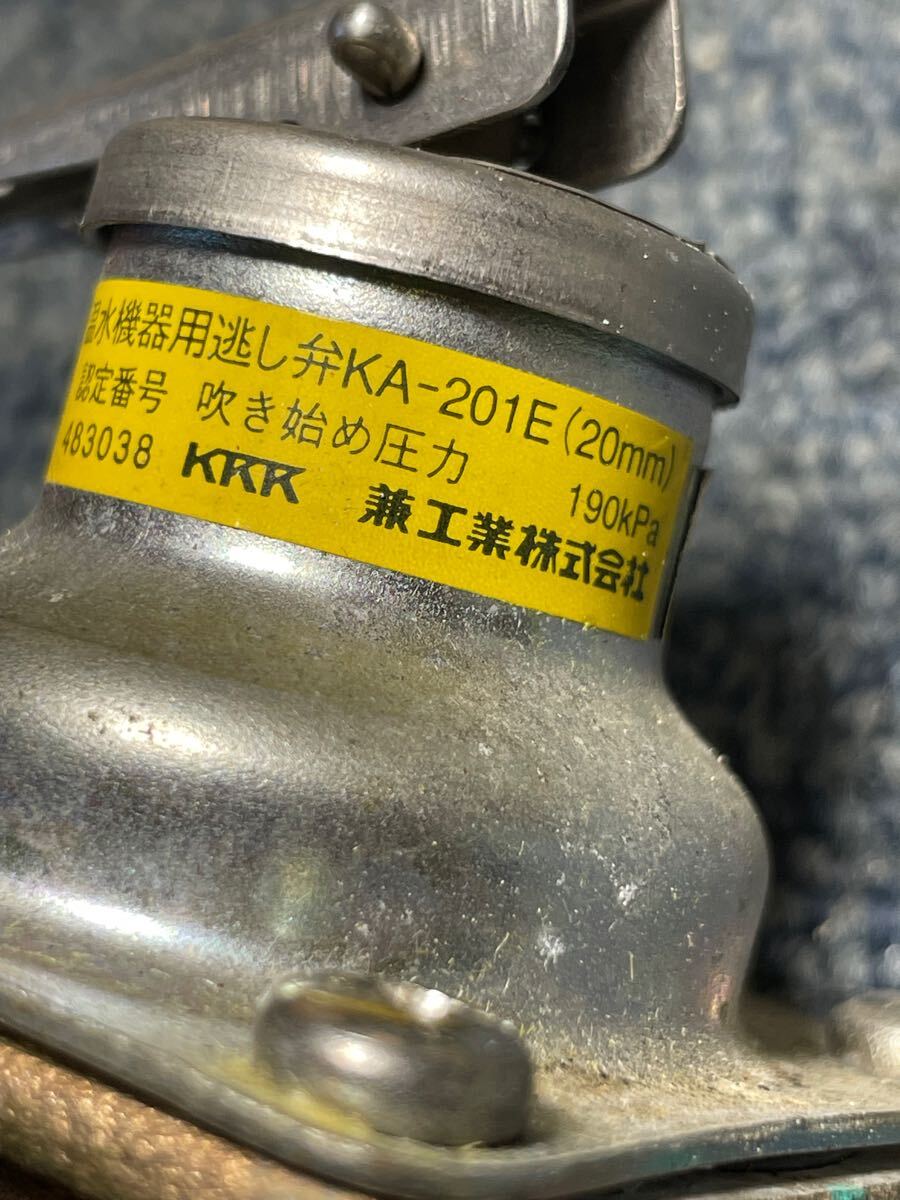 温水機器用逃し弁KA-201E(20mm)
認定番号 吹き始め圧力 190kPa
483038 KKK 兼工業株式会社